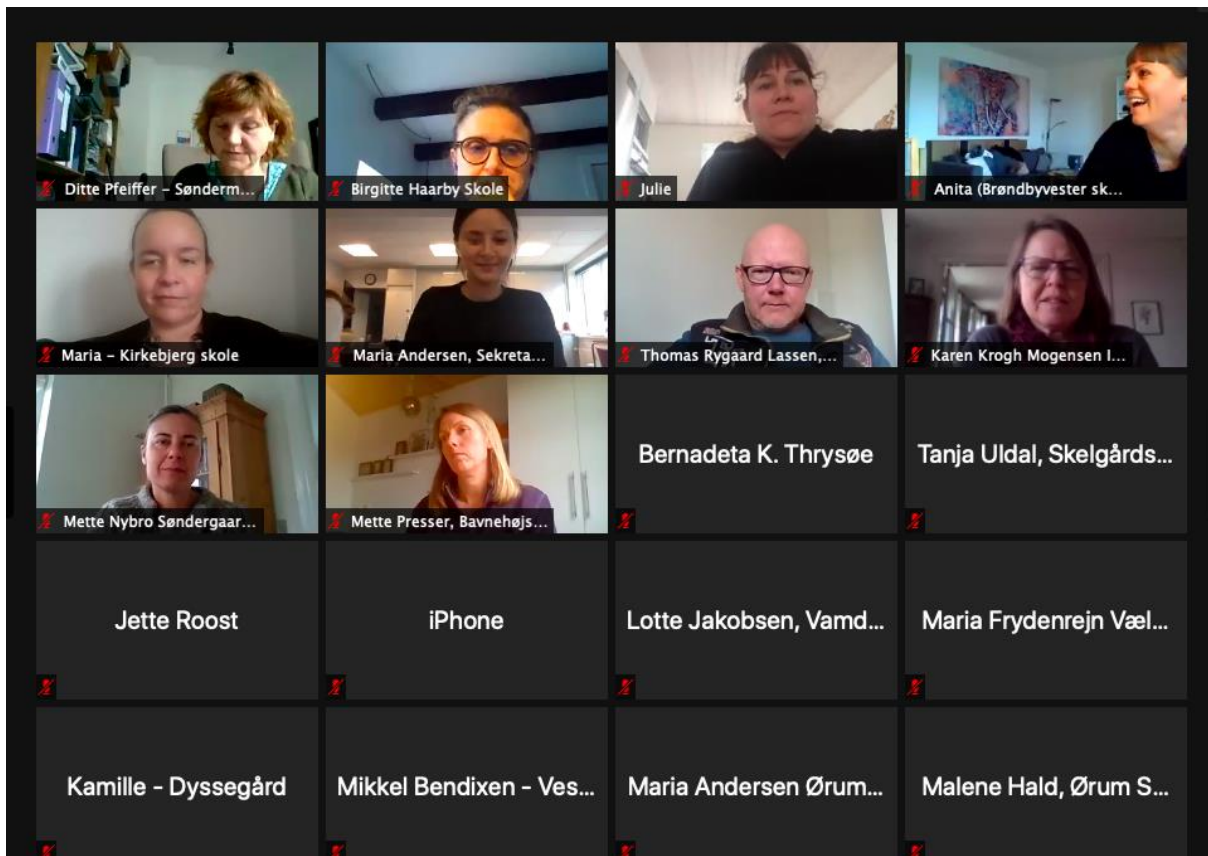 Ditte Pfeiffer – Sønderm...
Birgitte Haarby Skole
Julie
Anita (Brøndbyvester sk...
Maria – Kirkebjerg skole
Maria Andersen, Sekreta...
Thomas Rygaard Lassen,...
Karen Krogh Mogensen I...
Mette Nybro Søndergaar...
Mette Presser, Bavnehøjs...
Bernadeta K. Thrysøe
Tanja Uldal, Skelgårds...
Jette Roost
iPhone
Lotte Jakobsen, Vamd...
Maria Frydenrejn Væl...
Kamille - Dyssegård
Mikkel Bendixen - Ves...
Maria Andersen Ørum...
Malene Hald, Ørum S...